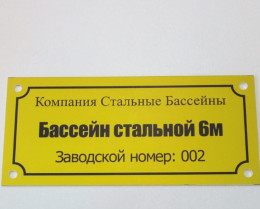 Компания Стальные Бассейны
Бассейн стальной 6м
Заводской номер: 002